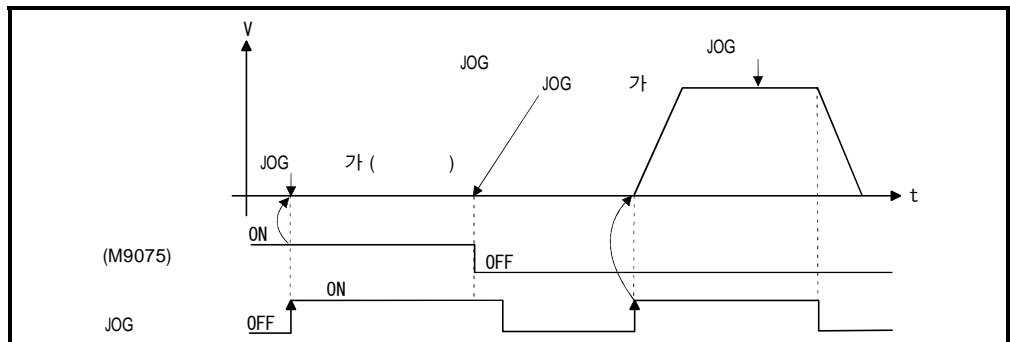 V
JOG
JOG
JOG 가
JOG 가 ( )
t
ON
(M9075)
OFF
ON
JOG
OFF